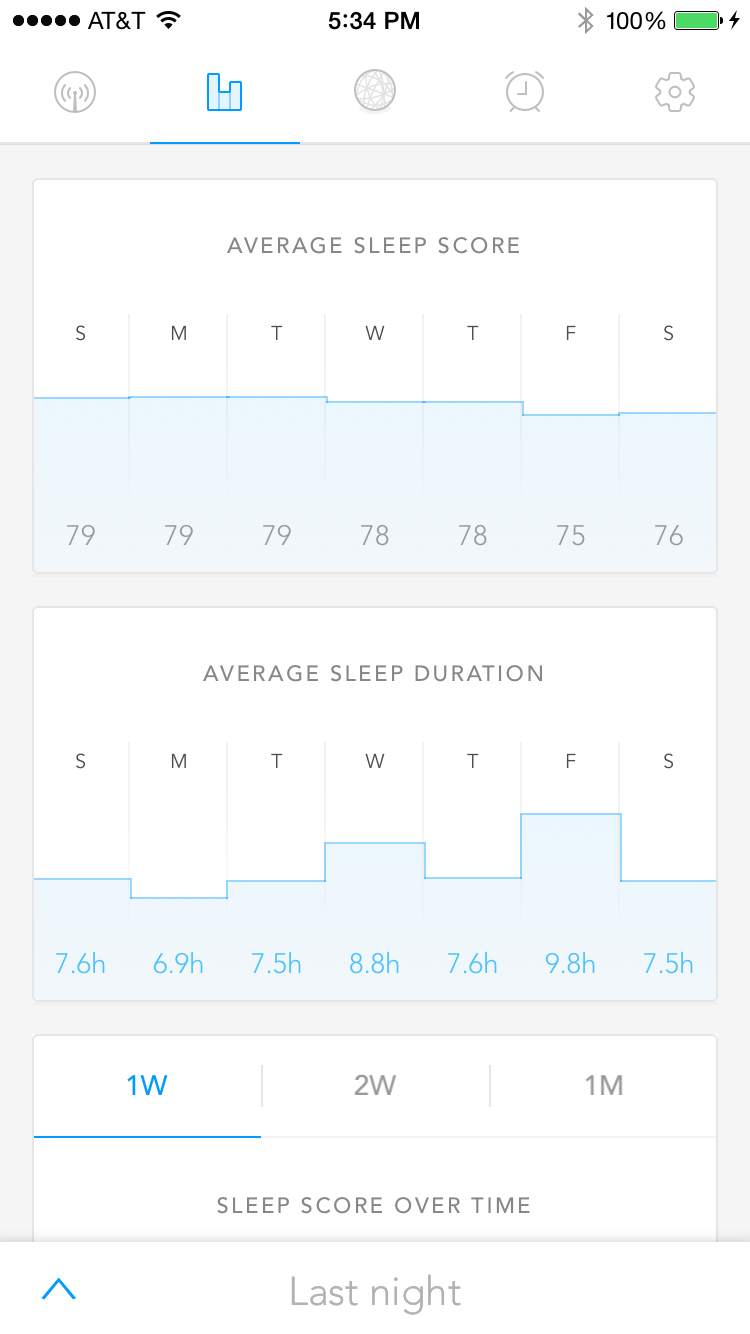 AT&T 5:34 PM 100%
AVERAGE SLEEP SCORE
S M T W T F S
79 79 79 78 78 75 76
AVERAGE SLEEP DURATION
S M T W T F S
7.6h 6.9h 7.5h 8.8h 7.6h 9.8h 7.5h
1W 2W 1M
SLEEP SCORE OVER TIME
Last night